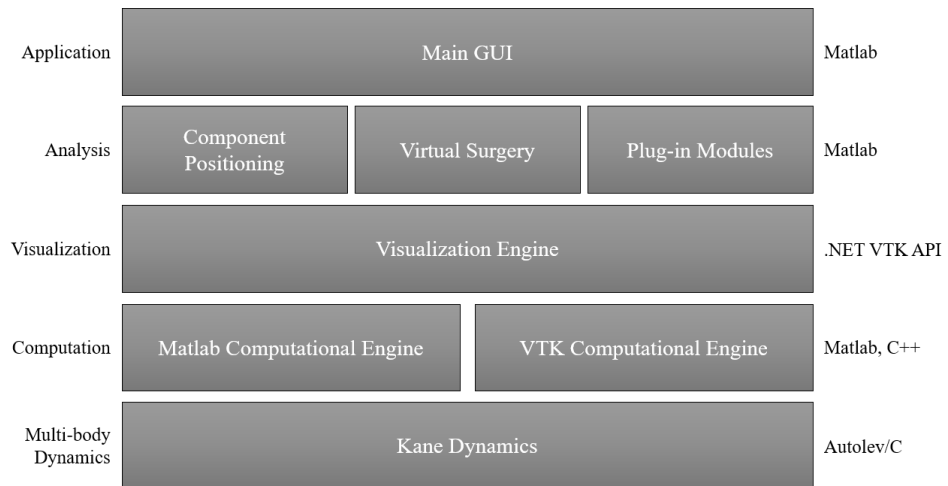 Application
Main GUI
Matlab
Analysis
Component
Positioning
Virtual Surgery
Plug-in Modules
Matlab
Visualization
Visualization Engine
.NET VTK API
Computation
Matlab Computational Engine
VTK Computational Engine
Matlab, C++
Multi-body
Dynamics
Kane Dynamics
Autolev/C